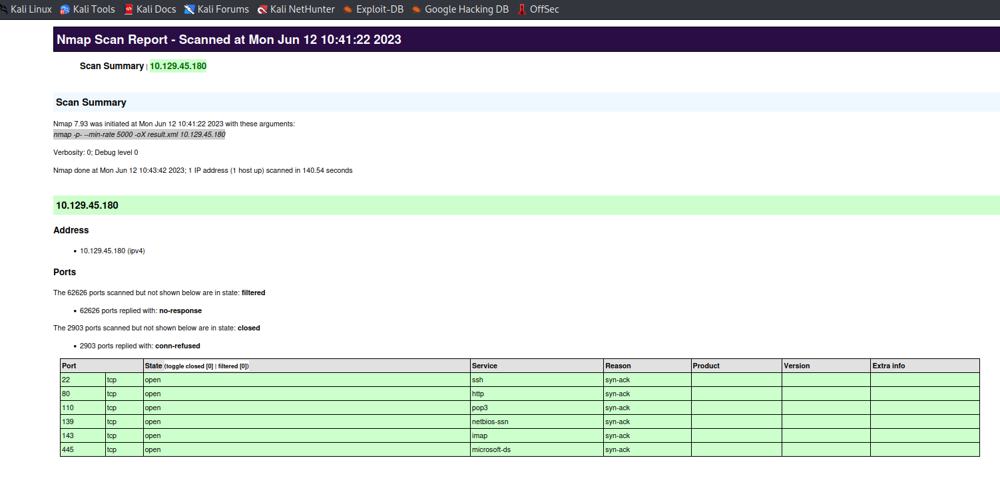 Kali Linux Kali Tools Kali Docs Kali Forums Kali NetHunter Exploit-DB Google Hacking DB OffSec
Nmap Scan Report - Scanned at Mon Jun 12 10:41:22 2023
Scan Summary | 10.129.45.180
Scan Summary
Nmap 7.93 was initiated at Mon Jun 12 10:41:22 2023 with these arguments:
nmap -p- --min-rate 5000 -oX result.xml 10.129.45.180
Verbosity: 0; Debug level 0
Nmap done at Mon Jun 12 10:43:42 2023; 1 IP address (1 host up) scanned in 140.54 seconds
10.129.45.180
Address
• 10.129.45.180 (ipv4)
Ports
The 62626 ports scanned but not shown below are in state: filtered
• 62626 ports replied with: no-response
The 2903 ports scanned but not shown below are in state: closed
• 2903 ports replied with: conn-refused
Port State (toggle closed [0] | filtered [0]) Service Reason Product Version Extra info
22 tcp open ssh syn-ack
80 tcp open http syn-ack
110 tcp open pop3 syn-ack
139 tcp open netbios-ssn syn-ack
143 tcp open imap syn-ack
445 tcp open microsoft-ds syn-ack